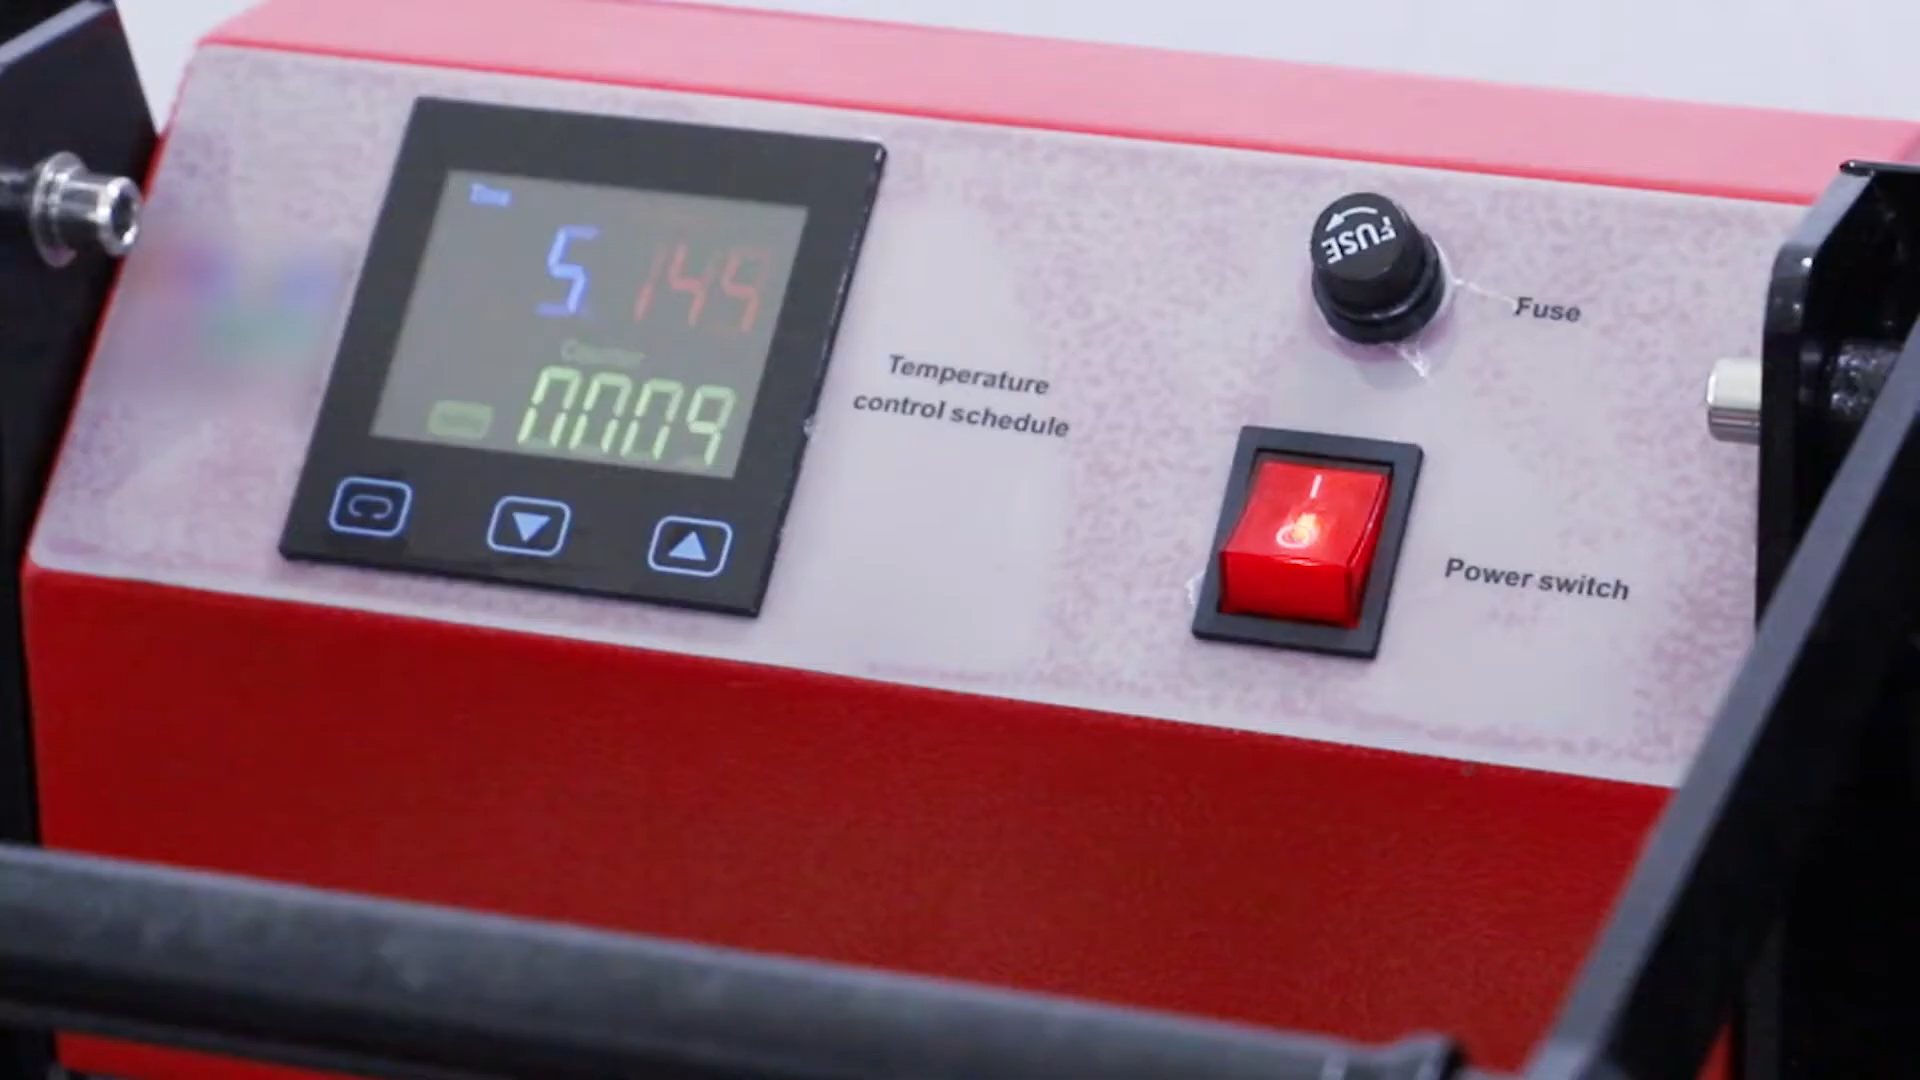 Time
5 149
Counter
0009
Temperature
control schedule
FUSE
Fuse
Power switch